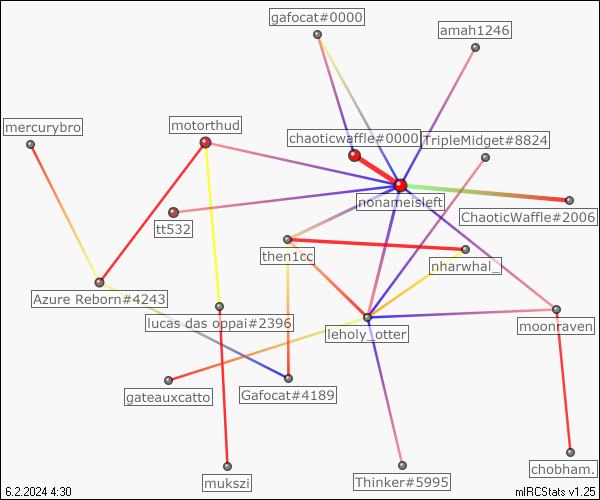 gafocat#0000
amah1246
mercurybro
motorthud
chaoticwaffle#0000
TripleMidget#8824
nonameisleft
ChaoticWaffle#2006
tt532
then1cc
nharwhal_
Azure Reborn#4243
lucas das oppai#2396
leholy_otter
moonraven
gateauxcatto
Gafocat#4189
mukszi
Thinker#5995
chobham.
6.2.2024 4:30
mIRCStats v1.25